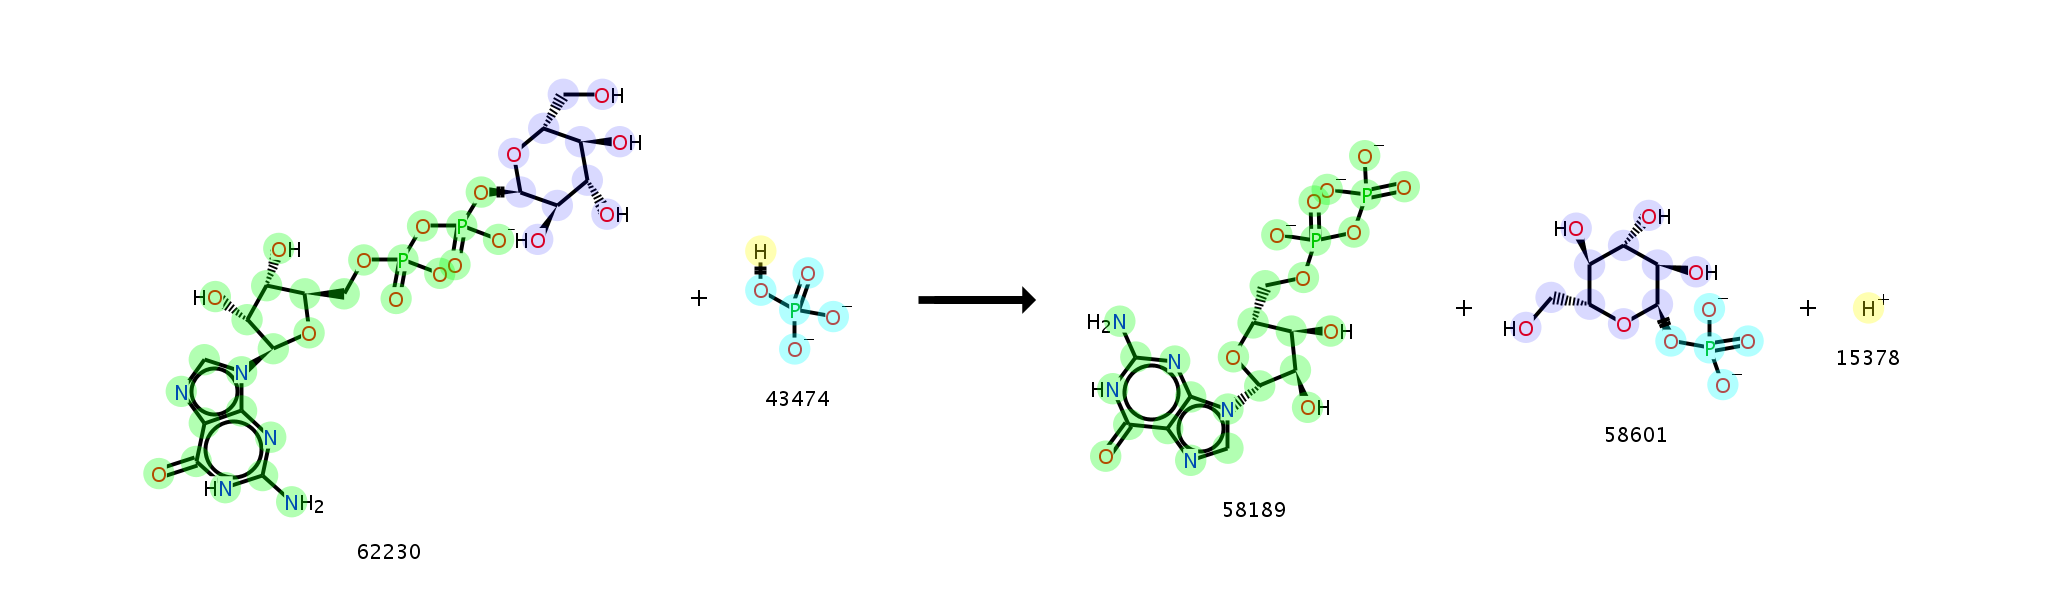 OH
O OH
O OH
O P O⁻ HO
OH O P O O
HO O
O
N N
N
O HN NH₂
62230
+
H
O O
P O⁻
O⁻
43474
O⁻
O⁻ O P O
O⁻ P O
O
H₂N OH
N O
HN N OH
O N
58189
+
HO OH
OH
HO O O⁻
O P O
O⁻
58601
+
H⁺
15378